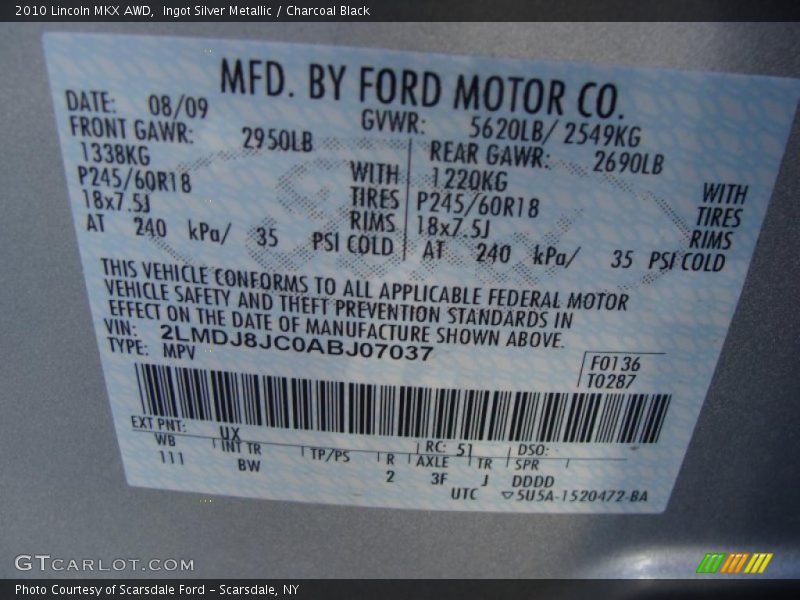 2010 Lincoln MKX AWD,  Ingot Silver Metallic / Charcoal Black
MFD. BY FORD MOTOR CO.
DATE: 08/09 GVWR: 5620LB/ 2549KG
FRONT GAWR: 2950LB REAR GAWR: 2690LB
1338KG WITH 1220KG WITH
P245/60R18 TIRES P245/60R18 TIRES
18x7.5J RIMS 18x7.5J RIMS
AT 240 kPa/ 35 PSI COLD AT 240 kPa/ 35 PSI COLD
THIS VEHICLE CONFORMS TO ALL APPLICABLE FEDERAL MOTOR
VEHICLE SAFETY AND THEFT PREVENTION STANDARDS IN
EFFECT ON THE DATE OF MANUFACTURE SHOWN ABOVE.
VIN: 2LMDJ8JC0ABJ07037
TYPE: MPV
F0136
T0287
EXT PNT: UX RC: 51 DSO:
WB INT TR TP/PS R AXLE TR SPR
111 BW 2 3F J DDDD
UTC ▽5U5A-1520472-BA
GTCARLOT.COM
Photo Courtesy of Scarsdale Ford – Scarsdale, NY